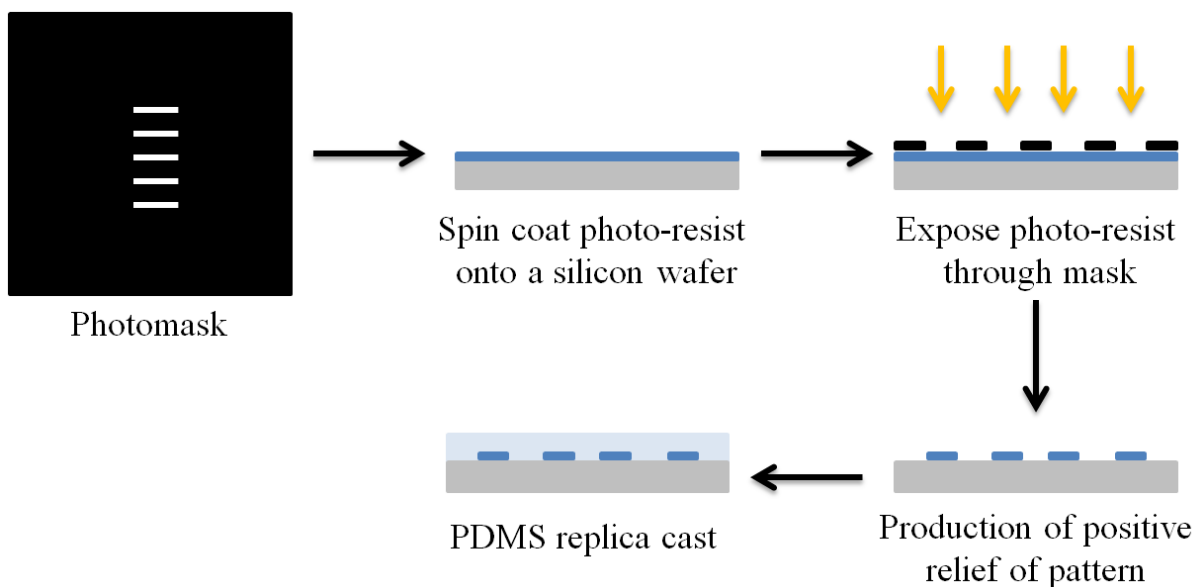 Photomask
Spin coat photo-resist
onto a silicon wafer
Expose photo-resist
through mask
Production of positive
relief of pattern
PDMS replica cast